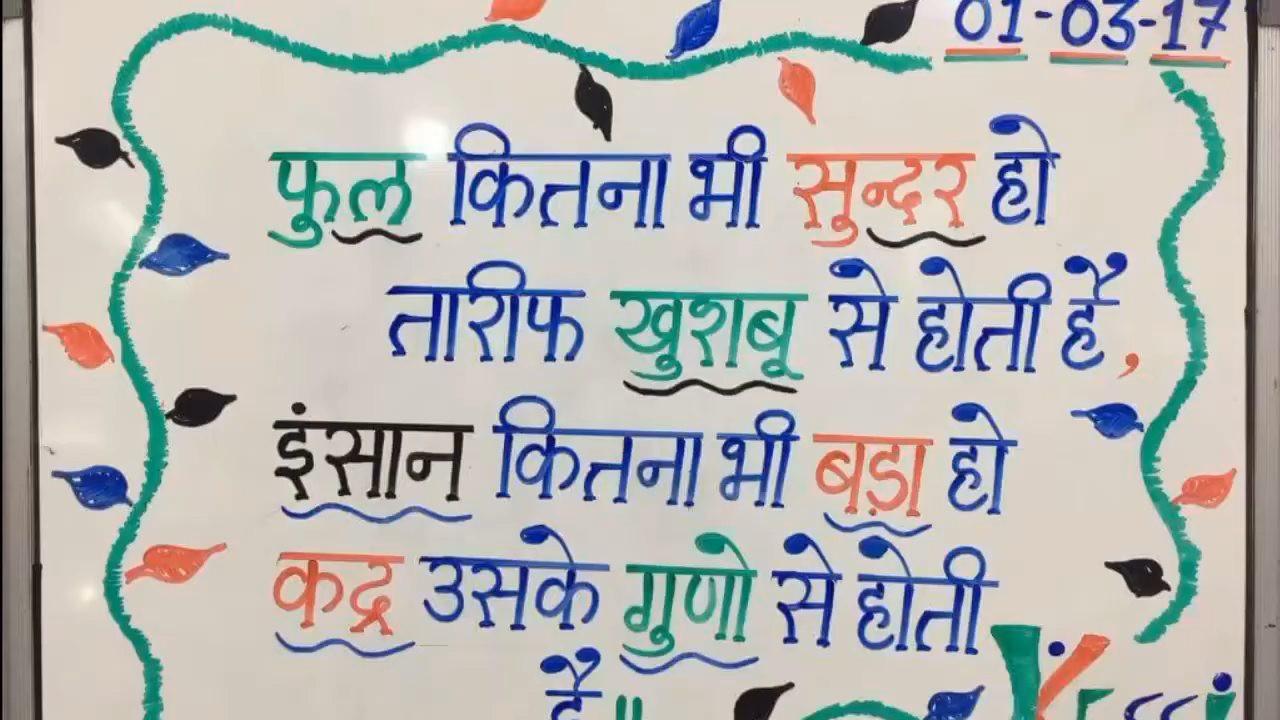 01-03-17
फुल कितना भी सुन्दर हो
तारीफ खुशबू से होती है,
इंसान कितना भी बड़ा हो
कद्र उसके गुणो से होती
है॥